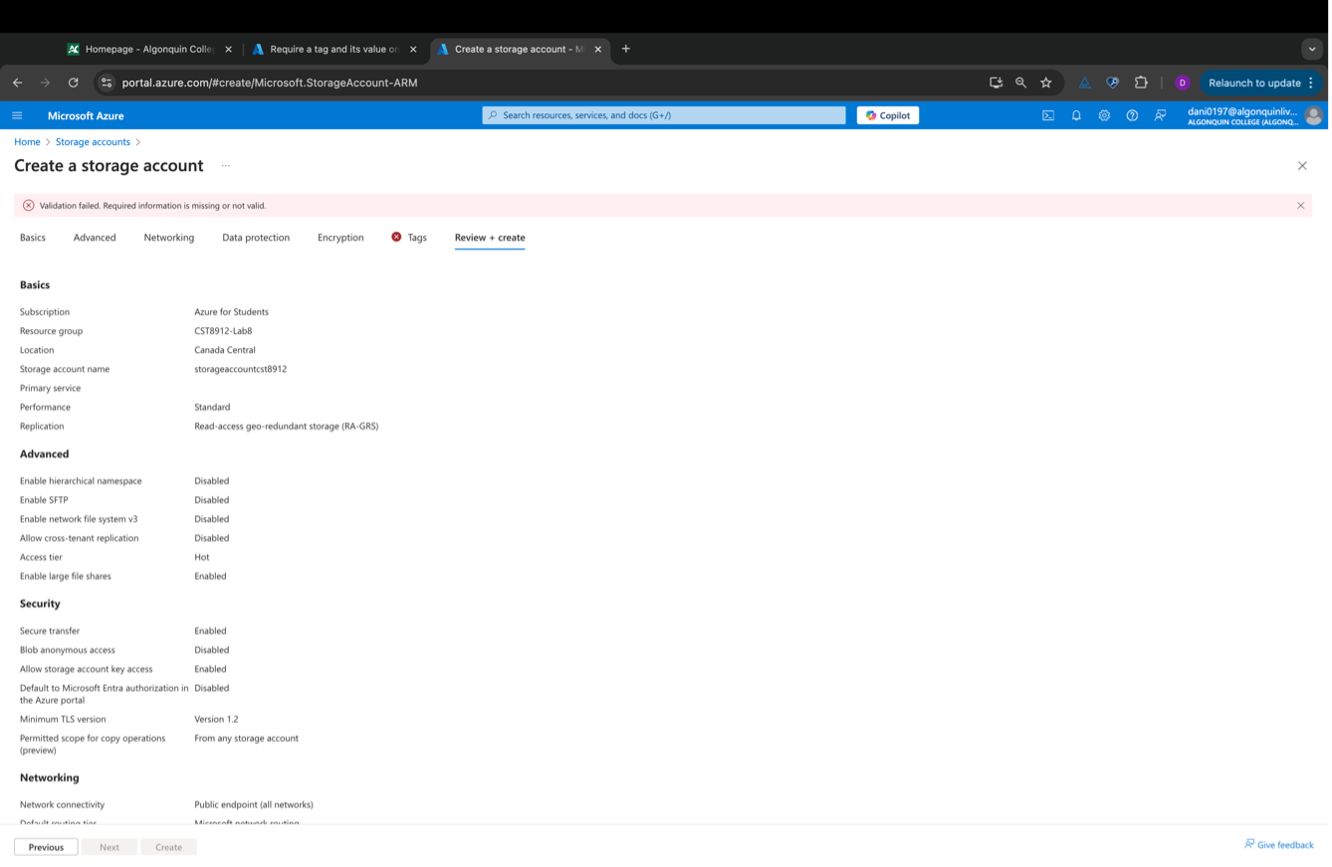 Homepage - Algonquin Colle
Require a tag and its value on
Create a storage account - M
portal.azure.com/#create/Microsoft.StorageAccount-ARM
D
Relaunch to update
Microsoft Azure
Search resources, services, and docs (G+/)
Copilot
dani0197@algonquinliv...
ALGONQUIN COLLEGE (ALGONQ...
Home > Storage accounts >
Create a storage account ...
Validation failed. Required information is missing or not valid.
Basics Advanced Networking Data protection Encryption Tags Review + create
Basics
Subscription Azure for Students
Resource group CST8912-Lab8
Location Canada Central
Storage account name storageaccountcst8912
Primary service
Performance Standard
Replication Read-access geo-redundant storage (RA-GRS)
Advanced
Enable hierarchical namespace Disabled
Enable SFTP Disabled
Enable network file system v3 Disabled
Allow cross-tenant replication Disabled
Access tier Hot
Enable large file shares Enabled
Security
Secure transfer Enabled
Blob anonymous access Disabled
Allow storage account key access Enabled
Default to Microsoft Entra authorization in Disabled
the Azure portal
Minimum TLS version Version 1.2
Permitted scope for copy operations From any storage account
(preview)
Networking
Network connectivity Public endpoint (all networks)
Default routing tier Microsoft network routing
Previous Next Create
Give feedback